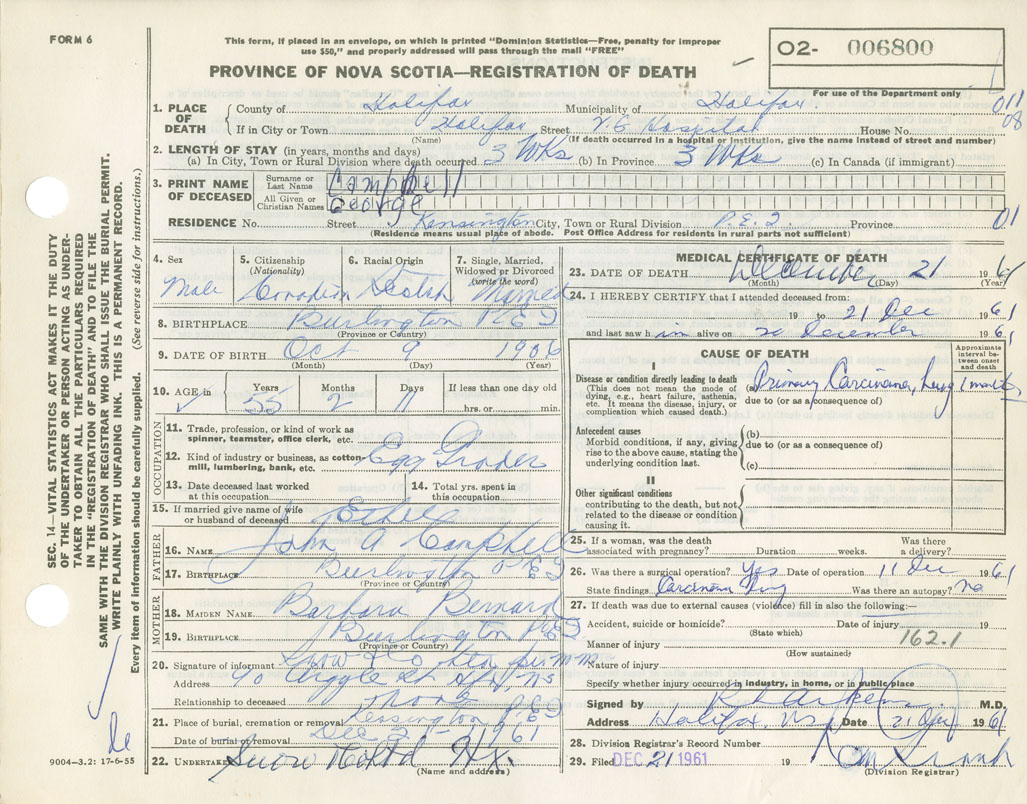 FORM 6
This form, if placed in an envelope, on which is printed "Dominion Statistics—Free, penalty for improper
use $50," and properly addressed will pass through the mail "FREE"
O2- 006800
PROVINCE OF NOVA SCOTIA—REGISTRATION OF DEATH
For use of the Department only
1. PLACE OF DEATH County of Halifax Municipality of Halifax. 011
If in City or Town Halifax Street V.G Hospital House No. 08
(Name) (If death occurred in a hospital or institution, give the name instead of street and number)
2. LENGTH OF STAY (in years, months and days)
(a) In City, Town or Rural Division where death occurred 3 WKs (b) In Province 3 WKs (c) In Canada (if immigrant)
3. PRINT NAME OF DECEASED Surname or Last Name Campbell
All Given or Christian Names George
RESIDENCE No. Street Kensington City, Town or Rural Division P.E.I. Province 01
(Residence means usual place of abode. Post Office Address for residents in rural parts not sufficient)
4. Sex 5. Citizenship (Nationality) 6. Racial Origin 7. Single, Married, Widowed or Divorced (write the word)
Male Canadian Scotch Married
8. BIRTHPLACE Burlington P.E.I
(Province or Country)
9. DATE OF BIRTH Oct 9 1906
(Month) (Day) (Year)
10. AGE in Years Months Days If less than one day old
55 2 11 hrs. or min.
OCCUPATION
11. Trade, profession, or kind of work as
spinner, teamster, office clerk, etc.
12. Kind of industry or business, as cotton-
mill, lumbering, bank, etc. Egg Grader
13. Date deceased last worked
at this occupation
14. Total yrs. spent in
this occupation
15. If married give name of wife
or husband of deceased Ethel
FATHER
16. NAME John A Campbell
17. BIRTHPLACE Burlington P.E.I
(Province or Country)
MOTHER
18. MAIDEN NAME Barbara Bernard
19. BIRTHPLACE Burlington P.E.I
(Province or Country)
20. Signature of informant Snow & Co Ltd per m m
Address 90 Argyle St Hfx, NS
Relationship to deceased none
21. Place of burial, cremation or removal Kensington P.E.I
Date of burial or removal Dec 21 1961
22. UNDERTAKER Snow & Co Ltd Hx.
(Name and address)
MEDICAL CERTIFICATE OF DEATH
23. DATE OF DEATH December 21 1961
(Month) (Day) (Year)
24. I HEREBY CERTIFY that I attended deceased from:
19 to 21 Dec 1961
and last saw him alive on 20 December 1961
CAUSE OF DEATH
Approximate interval between onset and death
I
Disease or condition directly leading to death
(This does not mean the mode of
dying, e.g., heart failure, asthenia,
etc. It means the disease, injury, or
complication which caused death.)
(a) Primary Carcinoma, Lung 1 month
due to (or as a consequence of)
Antecedent causes
Morbid conditions, if any, giving
rise to the above cause, stating the
underlying condition last.
(b)
due to (or as a consequence of)
(c)
II
Other significant conditions
contributing to the death, but not
related to the disease or condition
causing it.
25. If a woman, was the death
associated with pregnancy? Duration weeks. Was there
a delivery?
26. Was there a surgical operation? Yes Date of operation 11 Dec 1961
State findings Carcinoma lung Was there an autopsy? No
27. If death was due to external causes (violence) fill in also the following:—
Accident, suicide or homicide? Date of injury 19
(State which)
Manner of injury 162.1
(How sustained)
Nature of injury
Specify whether injury occurred in industry, in home, or in public place
Signed by M.D.
Address Halifax, N.S. Date 21 Dec 1961
28. Division Registrar's Record Number
29. Filed DEC 21 1961 19
(Division Registrar)
SEC. 14—VITAL STATISTICS ACT MAKES IT THE DUTY
OF THE UNDERTAKER OR PERSON ACTING AS UNDER-
TAKER TO OBTAIN ALL THE PARTICULARS REQUIRED
IN THE "REGISTRATION OF DEATH" AND TO FILE THE
SAME WITH THE DIVISION REGISTRAR WHO SHALL ISSUE THE BURIAL PERMIT.
WRITE PLAINLY WITH UNFADING INK. THIS IS A PERMANENT RECORD.
Every item of information should be carefully supplied. (See reverse side for instructions.)
9004—3.2: 17-6-55